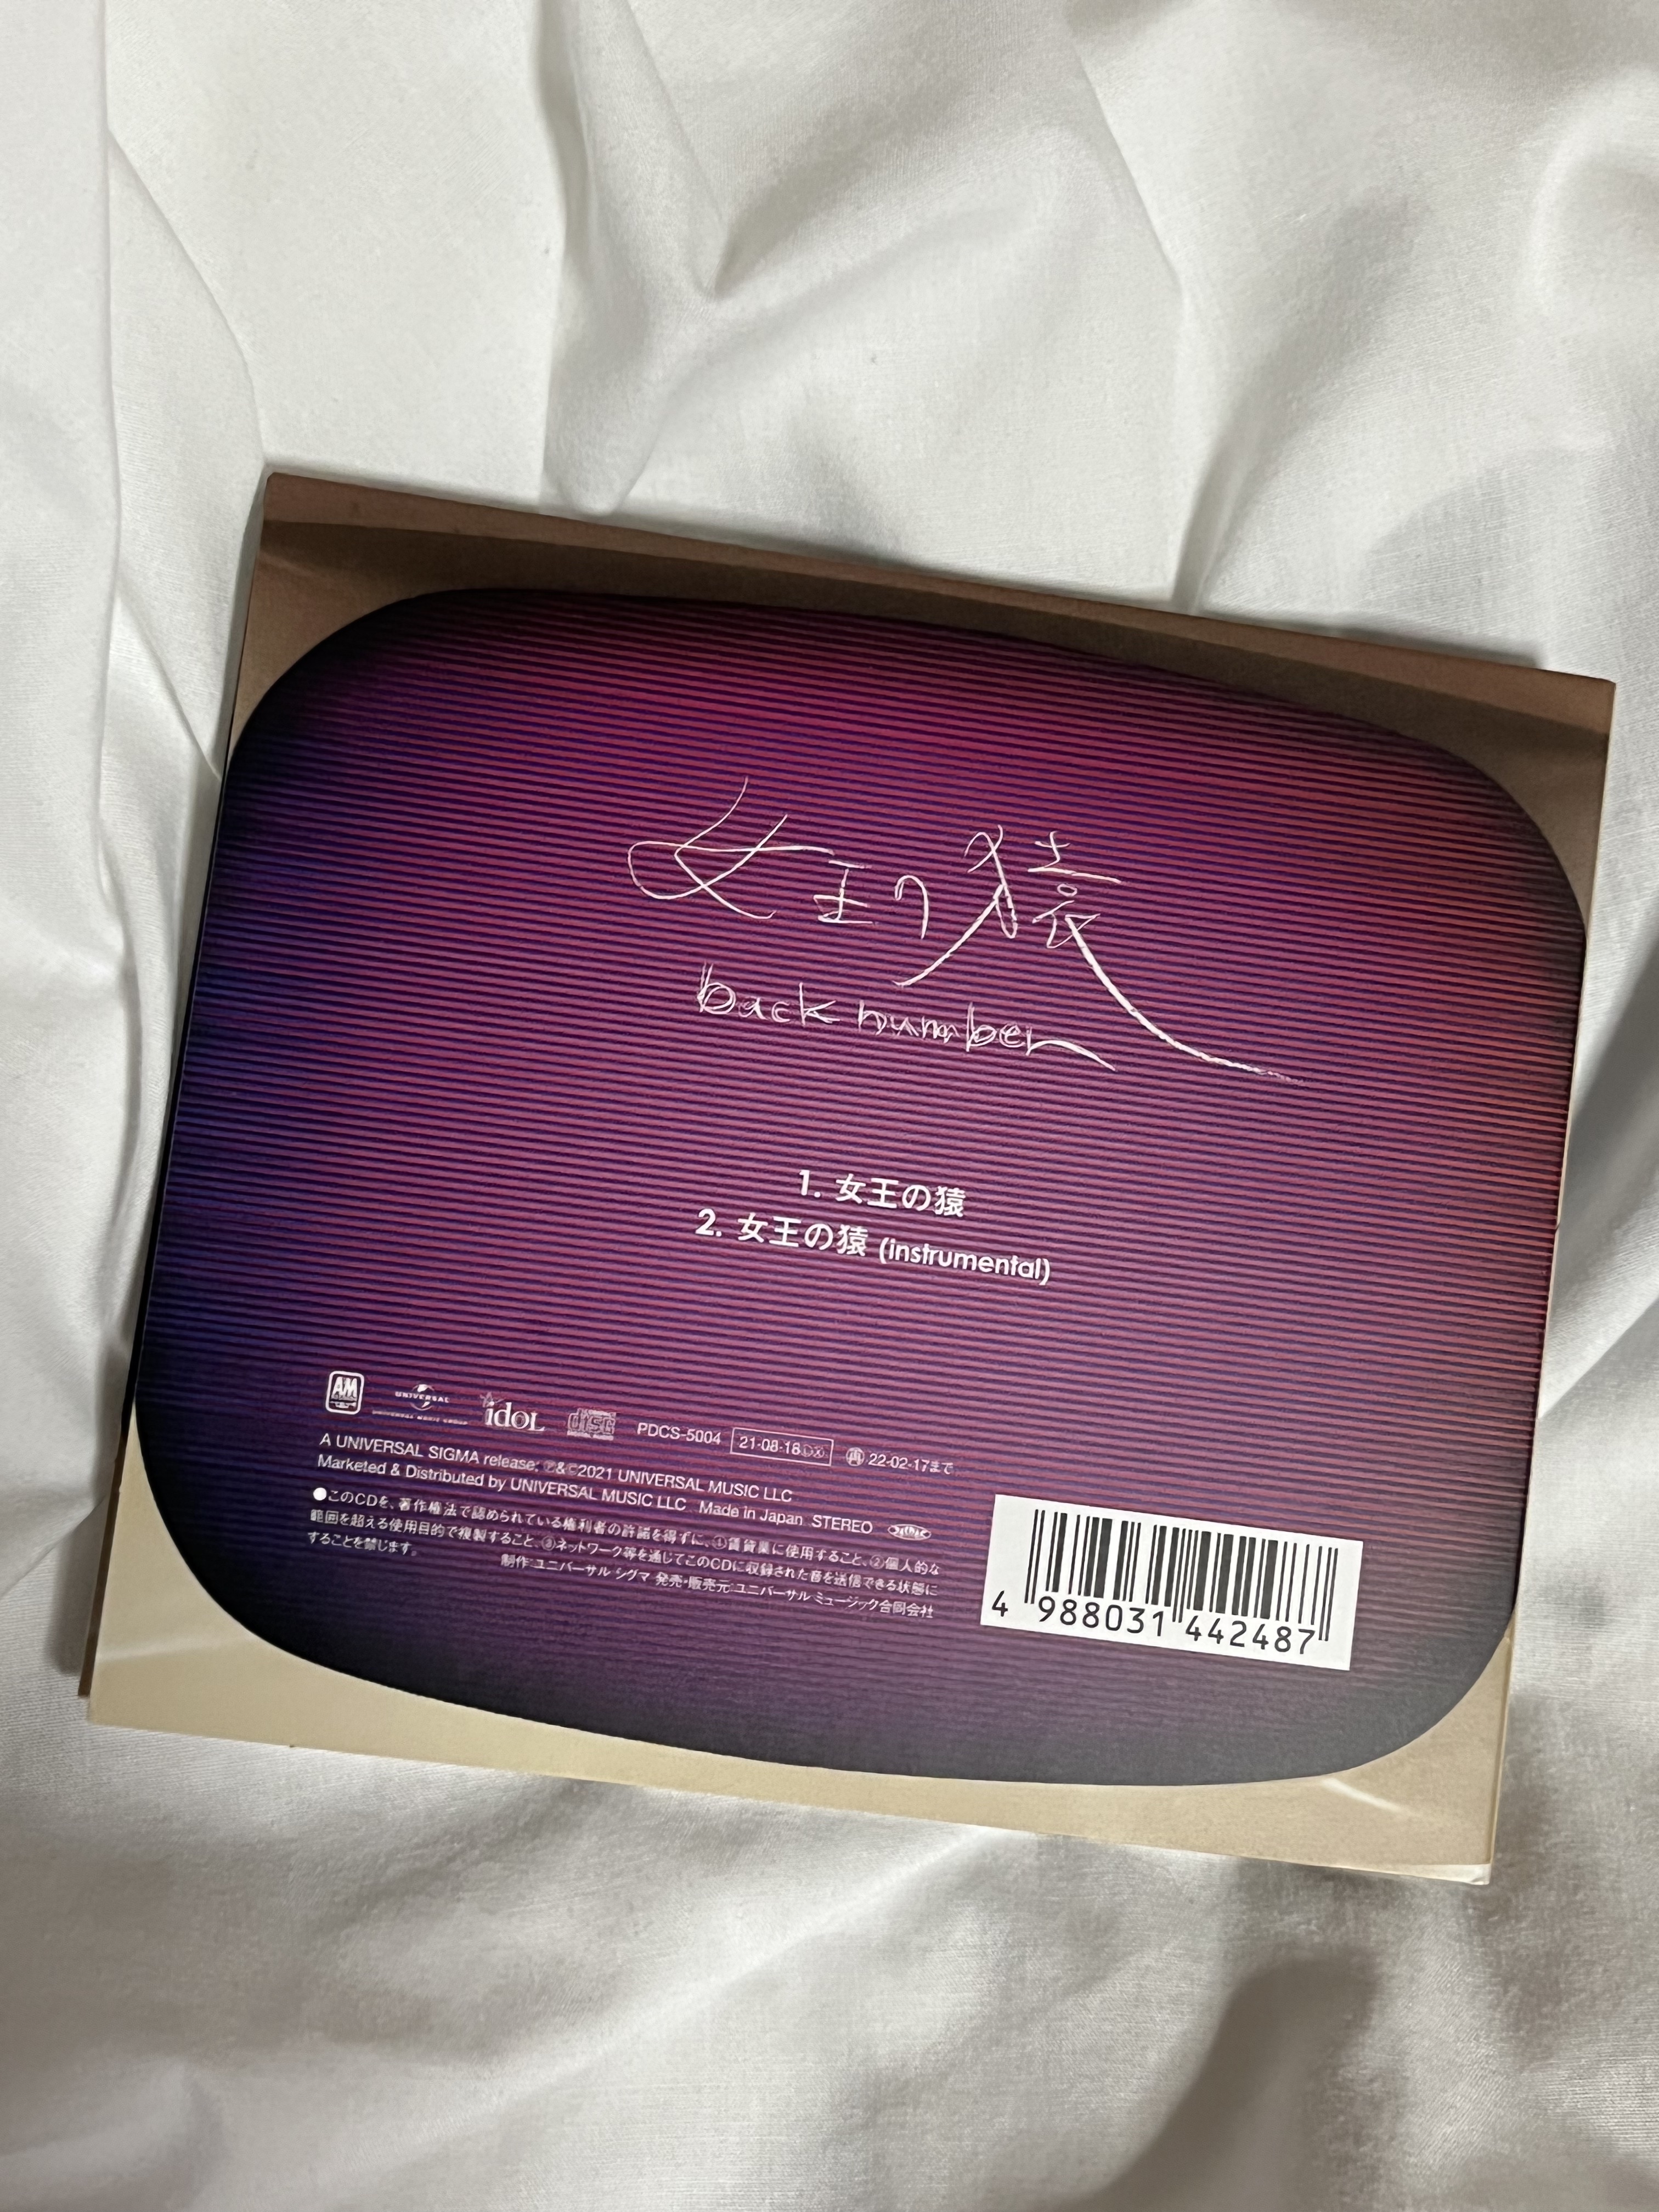 女王の猿
back number
1. 女王の猿
2. 女王の猿 (instrumental)
AM
UNIVERSAL
UNIVERSAL MUSIC GROUP
idol
disc
PDCS-5004 21・08・18 再 22・02・17まで
A UNIVERSAL SIGMA release; ℗&©2021 UNIVERSAL MUSIC LLC
Marketed & Distributed by UNIVERSAL MUSIC LLC Made in Japan STEREO
●このCDを、著作権法で認められている権利者の許諾を得ずに、①賃貸業に使用すること、②個人的な
範囲を超える使用目的で複製すること、③ネットワーク等を通じてこのCDに収録された音を送信できる状態に
することを禁じます。
制作:ユニバーサル シグマ 発売・販売元:ユニバーサル ミュージック合同会社
4 988031 442487